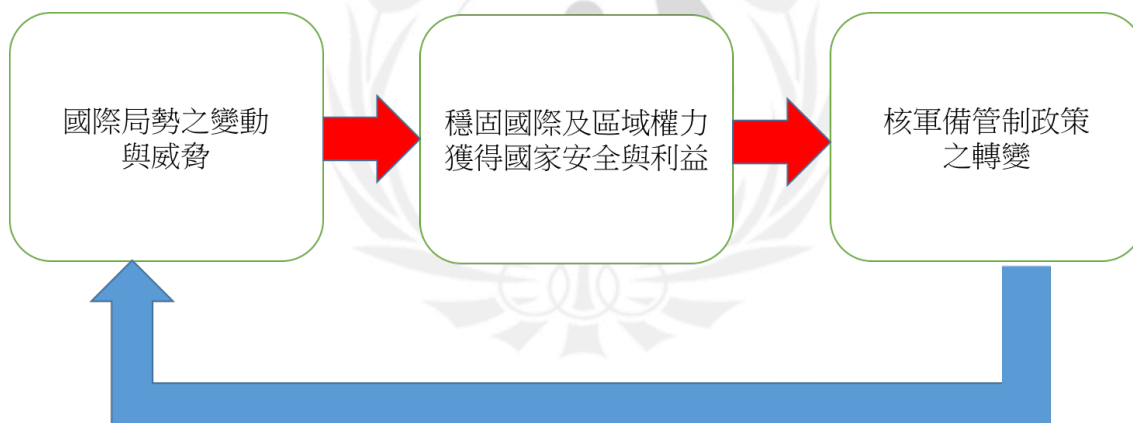 國際局勢之變動
與威脅
穩固國際及區域權力
獲得國家安全與利益
核軍備管制政策
之轉變